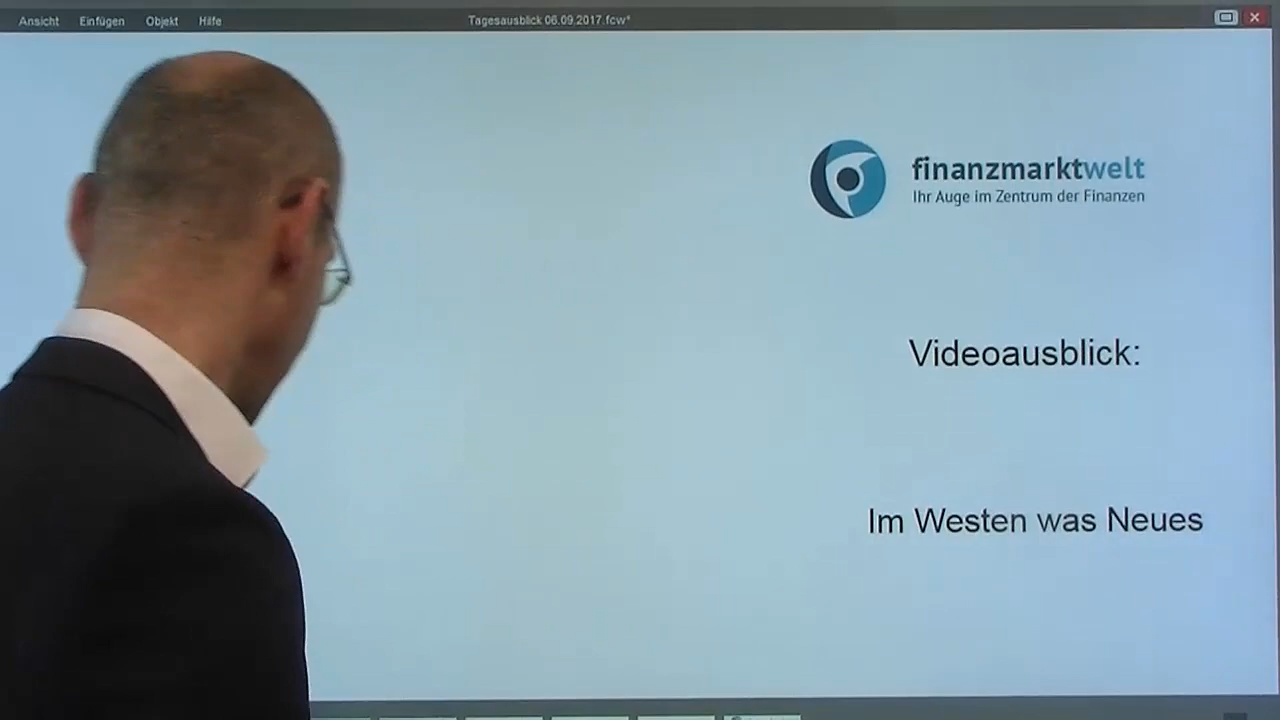 Ansicht Einfügen Objekt Hilfe Tagesausblick 06.09.2017.fcw*
finanzmarktwelt
Ihr Auge im Zentrum der Finanzen
Videoausblick:
Im Westen was Neues